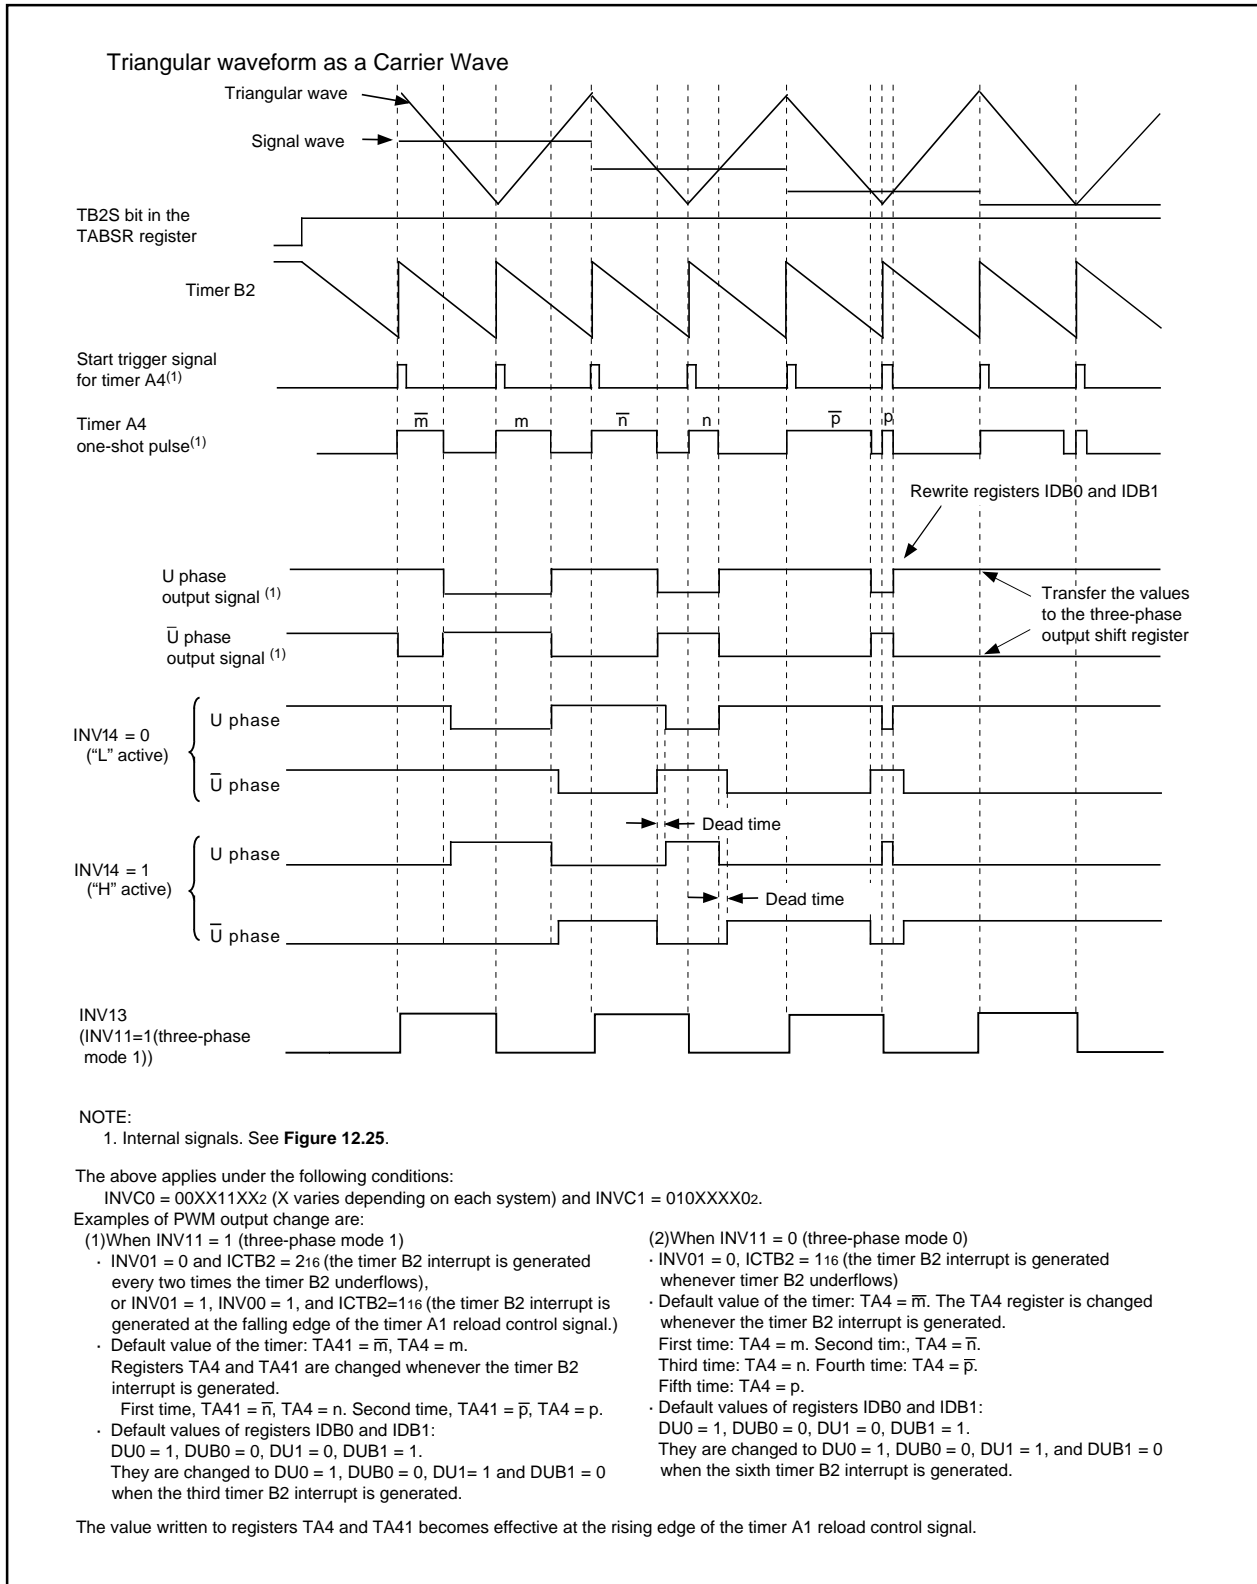 Triangular waveform as a Carrier Wave
Triangular wave
Signal wave
TB2S bit in the
TABSR register
Timer B2
Start trigger signal
for timer A4(1)
Timer A4
one-shot pulse(1)
m̅
m
n̅
n
p̅
p
Rewrite registers IDB0 and IDB1
U phase
output signal (1)
Transfer the values
to the three-phase
output shift register
U̅ phase
output signal (1)
INV14 = 0
(“L” active)
U phase
U̅ phase
Dead time
INV14 = 1
(“H” active)
U phase
Dead time
U̅ phase
INV13
(INV11=1(three-phase
mode 1))
NOTE:
1. Internal signals. See Figure 12.25.
The above applies under the following conditions:
INVC0 = 00XX11XX2 (X varies depending on each system) and INVC1 = 010XXXX02.
Examples of PWM output change are:
(1)When INV11 = 1 (three-phase mode 1)
· INV01 = 0 and ICTB2 = 216 (the timer B2 interrupt is generated
every two times the timer B2 underflows),
or INV01 = 1, INV00 = 1, and ICTB2=116 (the timer B2 interrupt is
generated at the falling edge of the timer A1 reload control signal.)
· Default value of the timer: TA41 = m̅, TA4 = m.
Registers TA4 and TA41 are changed whenever the timer B2
interrupt is generated.
First time, TA41 = n̅, TA4 = n. Second time, TA41 = p̅, TA4 = p.
· Default values of registers IDB0 and IDB1:
DU0 = 1, DUB0 = 0, DU1 = 0, DUB1 = 1.
They are changed to DU0 = 1, DUB0 = 0, DU1= 1 and DUB1 = 0
when the third timer B2 interrupt is generated.
(2)When INV11 = 0 (three-phase mode 0)
· INV01 = 0, ICTB2 = 116 (the timer B2 interrupt is generated
whenever timer B2 underflows)
· Default value of the timer: TA4 = m̅. The TA4 register is changed
whenever the timer B2 interrupt is generated.
First time: TA4 = m. Second tim:, TA4 = n̅.
Third time: TA4 = n. Fourth time: TA4 = p̅.
Fifth time: TA4 = p.
· Default values of registers IDB0 and IDB1:
DU0 = 1, DUB0 = 0, DU1 = 0, DUB1 = 1.
They are changed to DU0 = 1, DUB0 = 0, DU1 = 1, and DUB1 = 0
when the sixth timer B2 interrupt is generated.
The value written to registers TA4 and TA41 becomes effective at the rising edge of the timer A1 reload control signal.